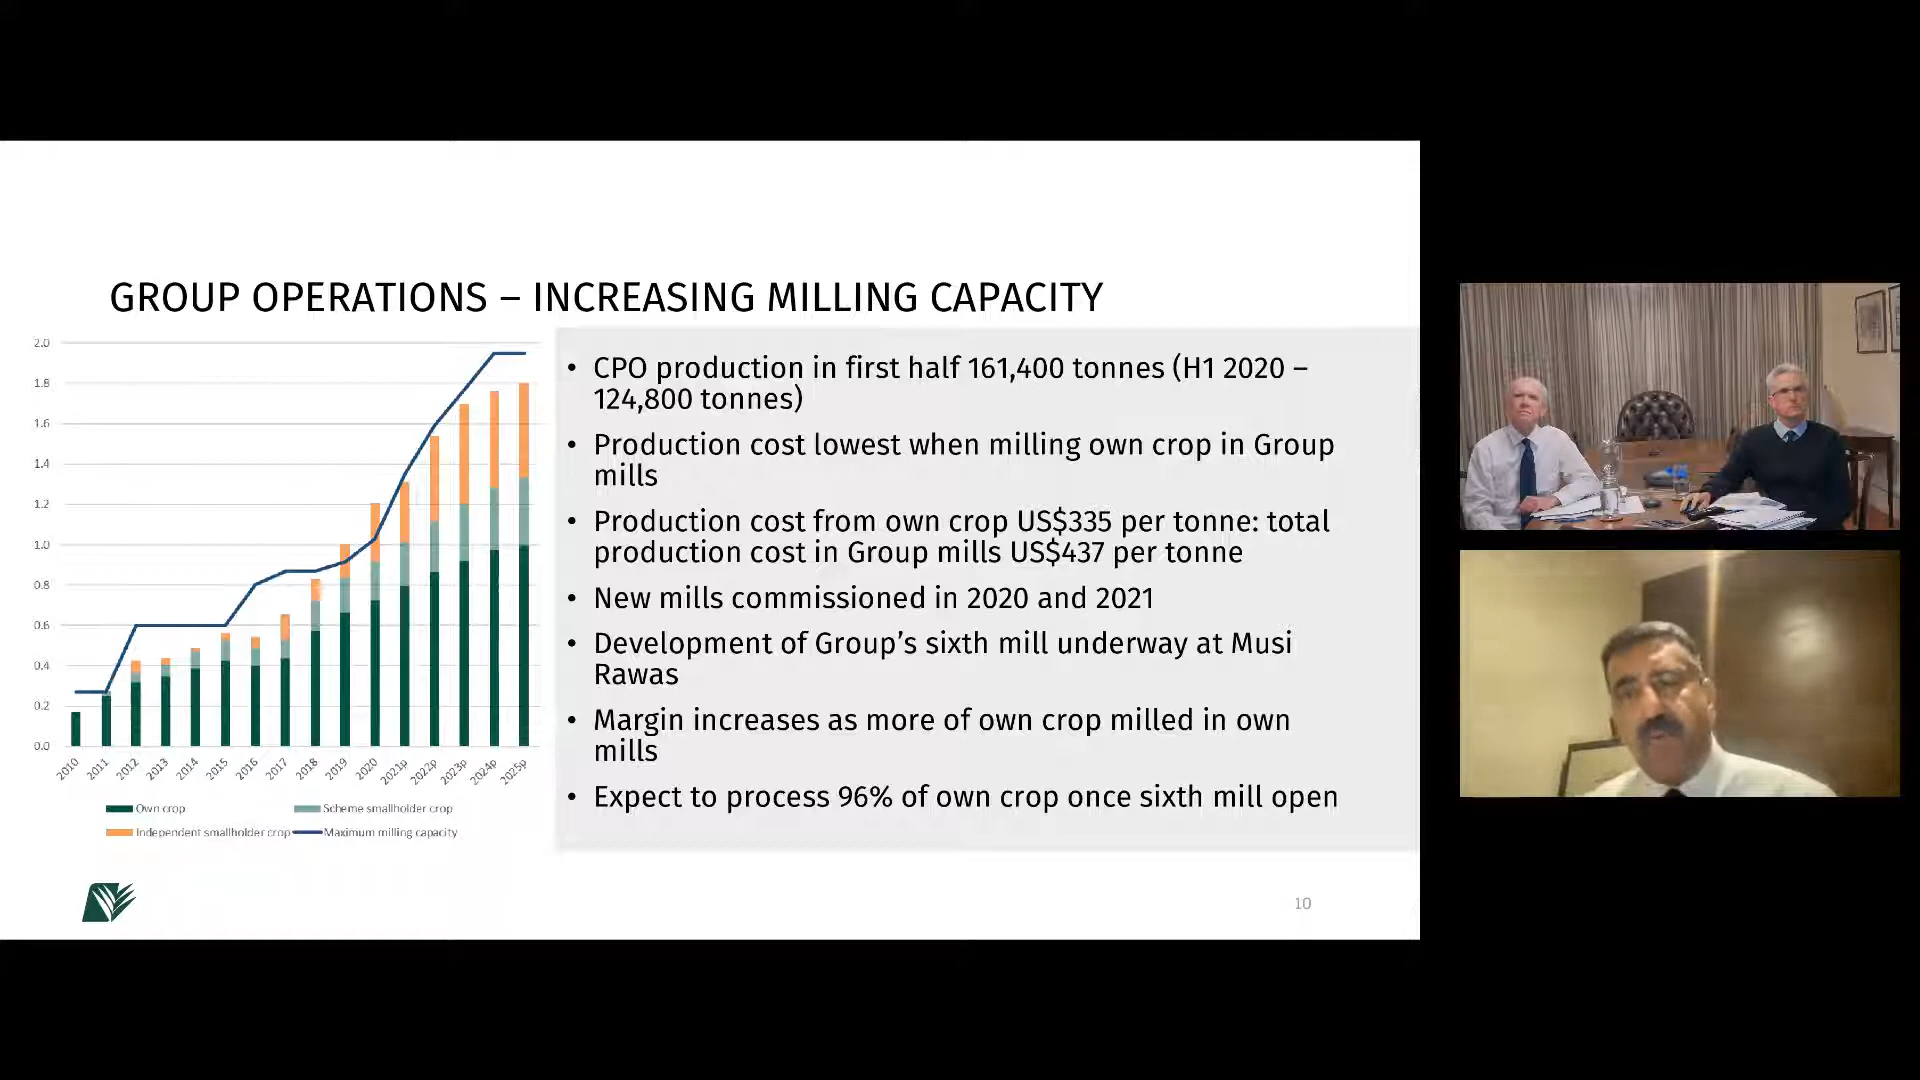 GROUP OPERATIONS – INCREASING MILLING CAPACITY
2.0
1.8
1.6
1.4
1.2
1.0
0.8
0.6
0.4
0.2
0.0
2010
2011
2012
2013
2014
2015
2016
2017
2018
2019
2020
2021p
2022p
2023p
2024p
2025p
Own crop
Scheme smallholder crop
Independent smallholder crop
Maximum milling capacity
• CPO production in first half 161,400 tonnes (H1 2020 –
124,800 tonnes)
• Production cost lowest when milling own crop in Group
mills
• Production cost from own crop US$335 per tonne: total
production cost in Group mills US$437 per tonne
• New mills commissioned in 2020 and 2021
• Development of Group’s sixth mill underway at Musi
Rawas
• Margin increases as more of own crop milled in own
mills
• Expect to process 96% of own crop once sixth mill open
10